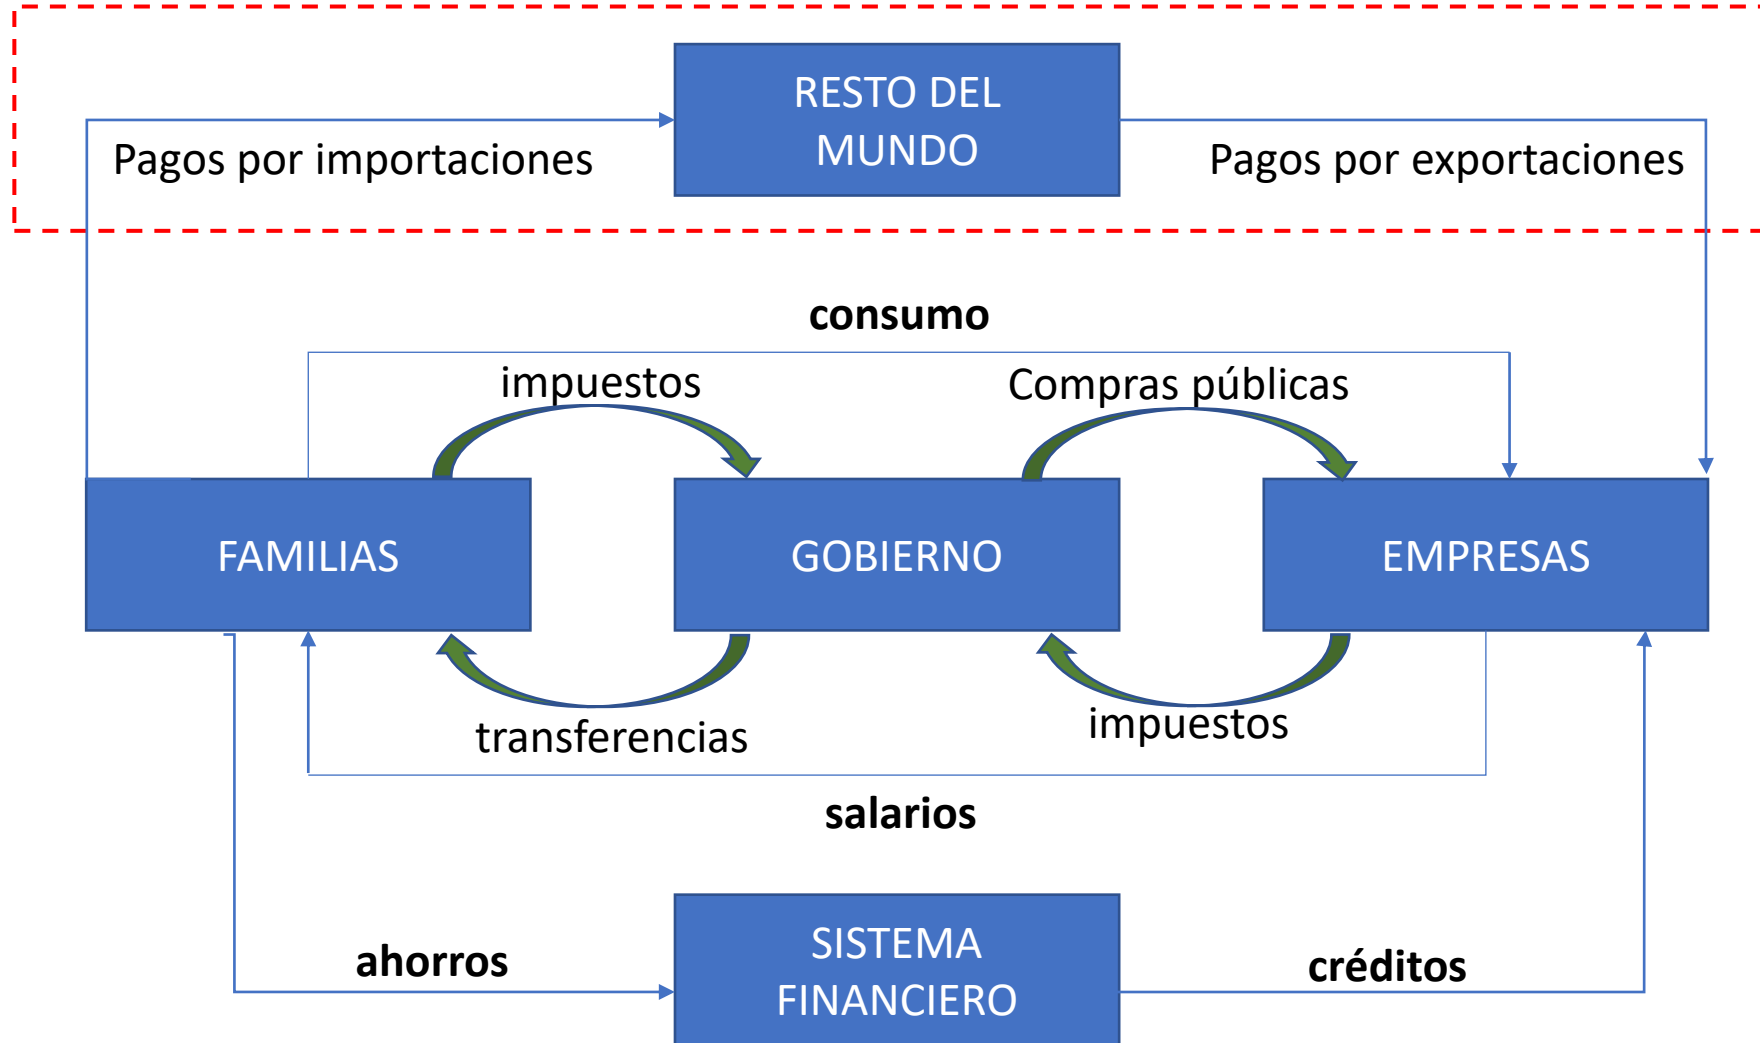 RESTO DEL
MUNDO
Pagos por importaciones
Pagos por exportaciones
consumo
impuestos
Compras públicas
FAMILIAS
GOBIERNO
EMPRESAS
transferencias
impuestos
salarios
ahorros
SISTEMA
FINANCIERO
créditos